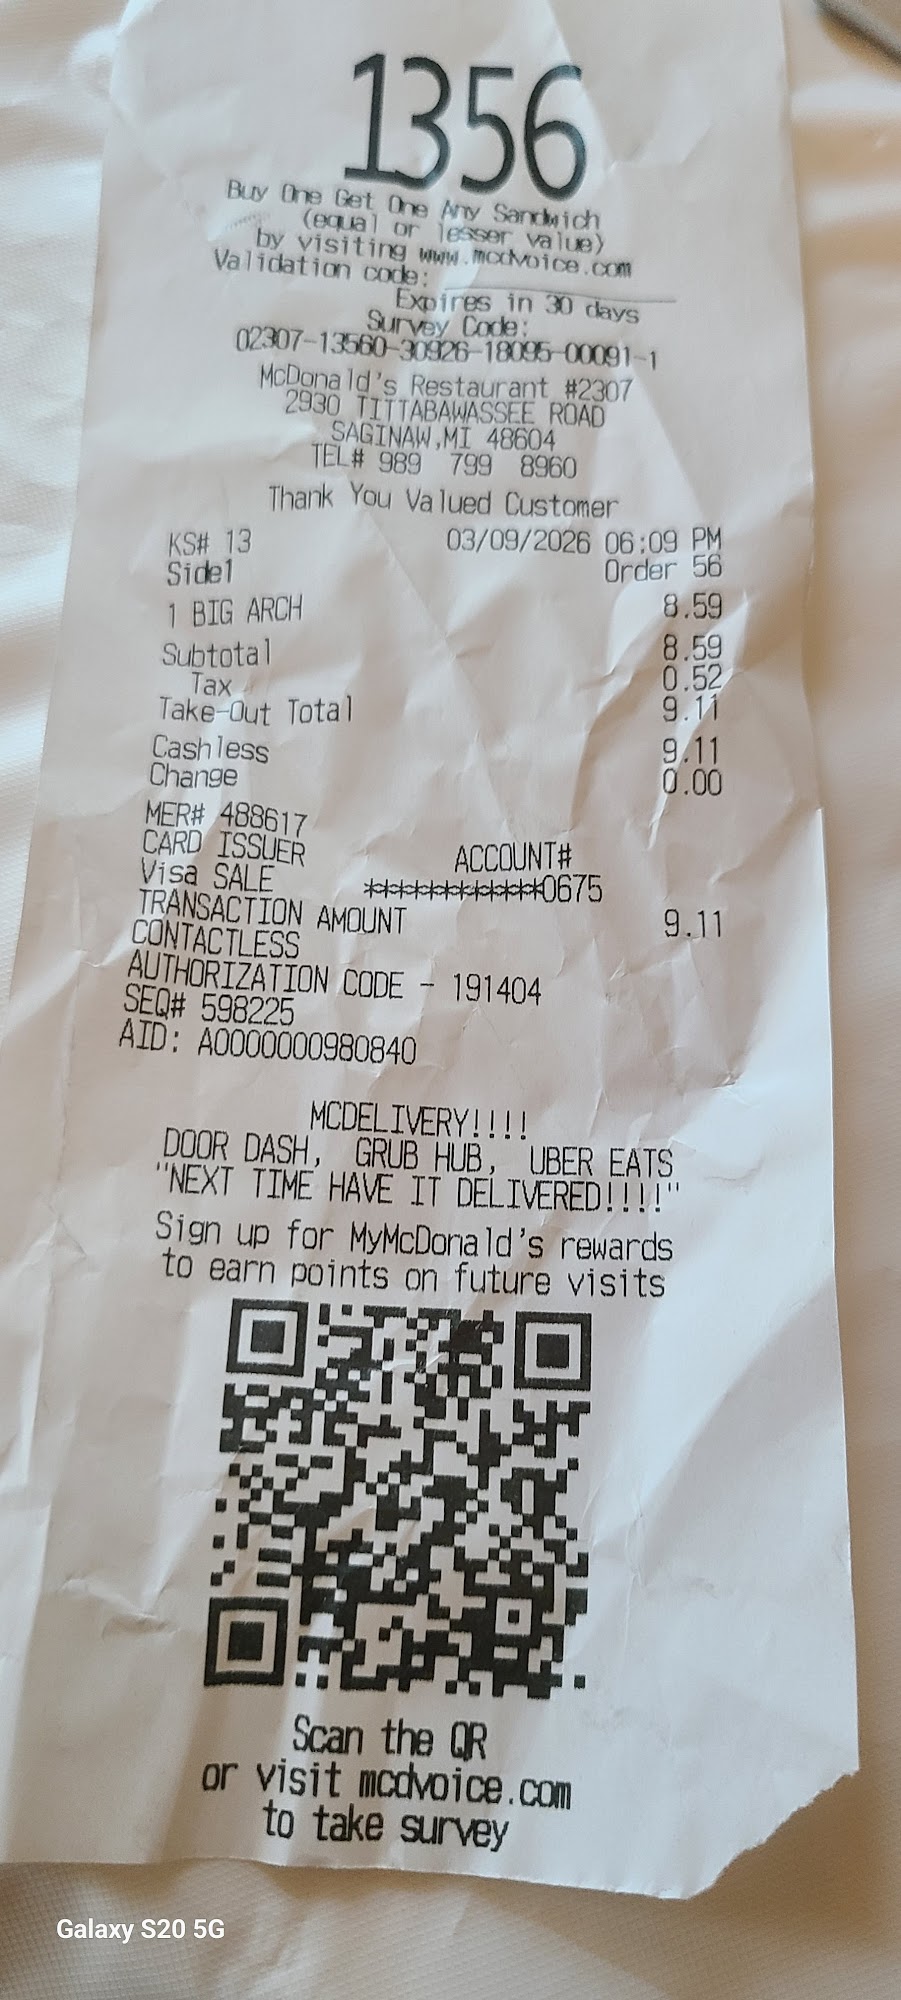 1356
Buy One Get One Any Sandwich
(equal or lesser value)
by visiting www.mcdvoice.com
Validation code:
Expires in 30 days
Survey Code:
02307-13560-30926-18095-00091-1
McDonald's Restaurant #2307
2930 TITTABAWASSEE ROAD
SAGINAW,MI 48604
TEL# 989 799 8960
Thank You Valued Customer
KS# 13 03/09/2026 06:09 PM
Side1 Order 56
1 BIG ARCH 8.59
Subtotal 8.59
Tax 0.52
Take-Out Total 9.11
Cashless 9.11
Change 0.00
MER# 488617
CARD ISSUER ACCOUNT#
Visa SALE ************0675
TRANSACTION AMOUNT 9.11
CONTACTLESS
AUTHORIZATION CODE - 191404
SEQ# 598225
AID: A0000000980840
MCDELIVERY!!!!
DOOR DASH, GRUB HUB, UBER EATS
"NEXT TIME HAVE IT DELIVERED!!!!"
Sign up for MyMcDonald's rewards
to earn points on future visits
Scan the QR
or visit mcdvoice.com
to take survey
Galaxy S20 5G